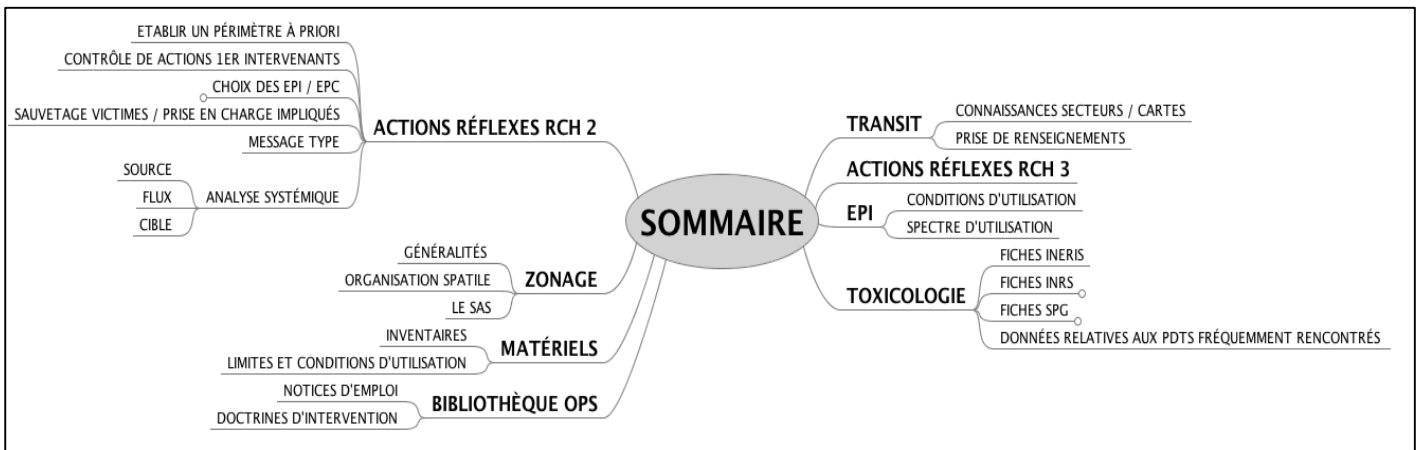 SOMMAIRE
ACTIONS RÉFLEXES RCH 2
ETABLIR UN PÉRIMÈTRE À PRIORI
CONTRÔLE DE ACTIONS 1ER INTERVENANTS
CHOIX DES EPI / EPC
SAUVETAGE VICTIMES / PRISE EN CHARGE IMPLIQUÉS
MESSAGE TYPE
ANALYSE SYSTÉMIQUE
SOURCE
FLUX
CIBLE
ZONAGE
GÉNÉRALITÉS
ORGANISATION SPATILE
LE SAS
MATÉRIELS
INVENTAIRES
LIMITES ET CONDITIONS D'UTILISATION
BIBLIOTHÈQUE OPS
NOTICES D'EMPLOI
DOCTRINES D'INTERVENTION
TRANSIT
CONNAISSANCES SECTEURS / CARTES
PRISE DE RENSEIGNEMENTS
ACTIONS RÉFLEXES RCH 3
EPI
CONDITIONS D'UTILISATION
SPECTRE D'UTILISATION
TOXICOLOGIE
FICHES INERIS
FICHES INRS
FICHES SPG
DONNÉES RELATIVES AUX PDTS FRÉQUEMMENT RENCONTRÉS